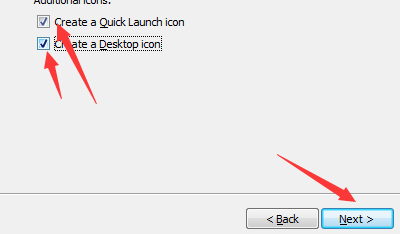 Additional icons:
Create a Quick Launch icon
Create a Desktop icon
< Back
Next >